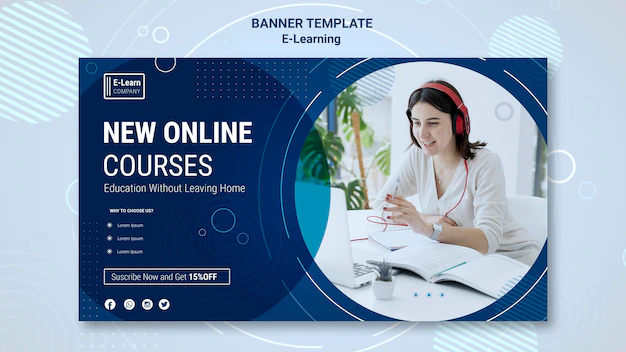 BANNER TEMPLATE
E-Learning
E-Learn
COMPANY
NEW ONLINE
COURSES
Education Without Leaving Home
WHY TO CHOOSE US?
Lorem Ipsum
Lorem Ipsum
Lorem Ipsum
Suscribe Now and Get 15%OFF